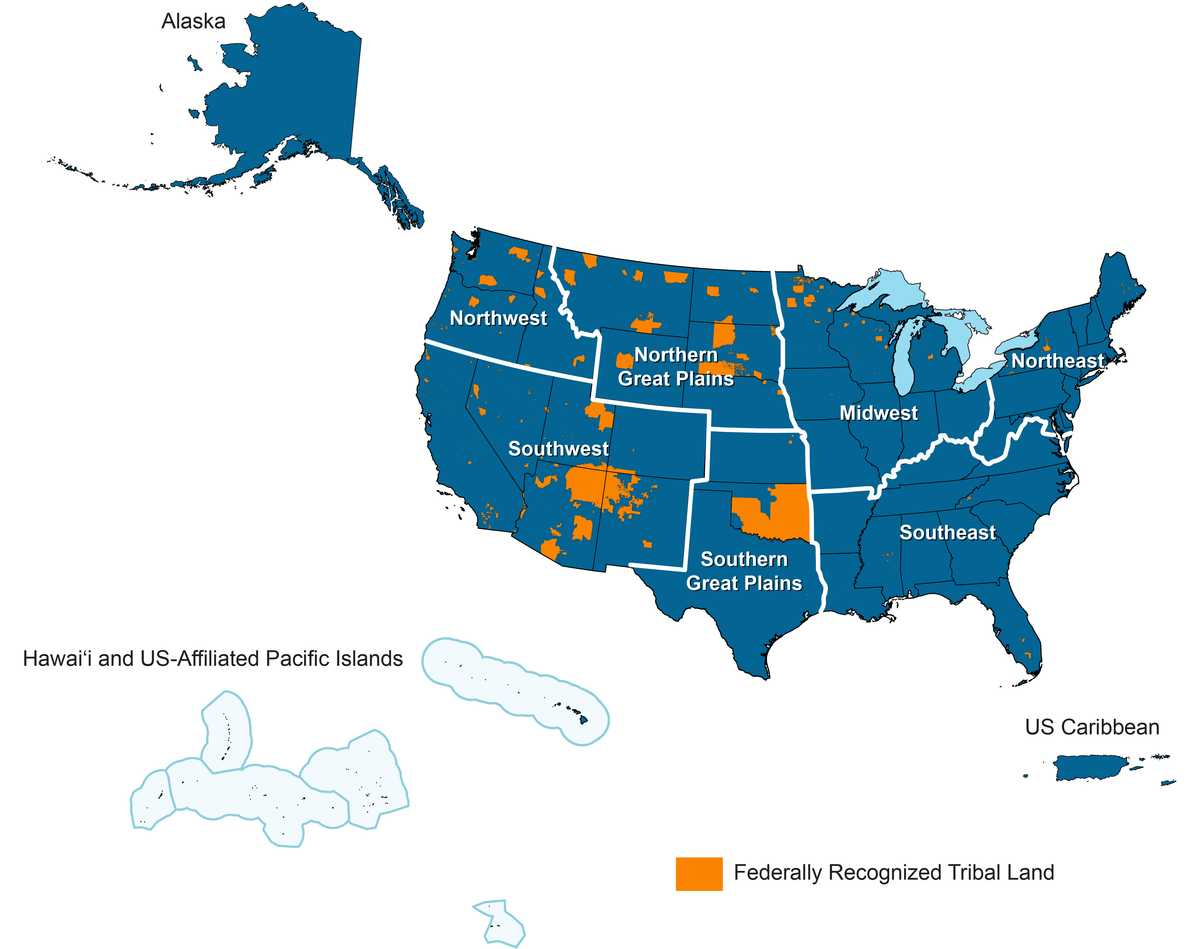 Alaska
Northwest
Northern
Great Plains
Northeast
Midwest
Southwest
Southeast
Southern
Great Plains
Hawaiʻi and US-Affiliated Pacific Islands
US Caribbean
Federally Recognized Tribal Land